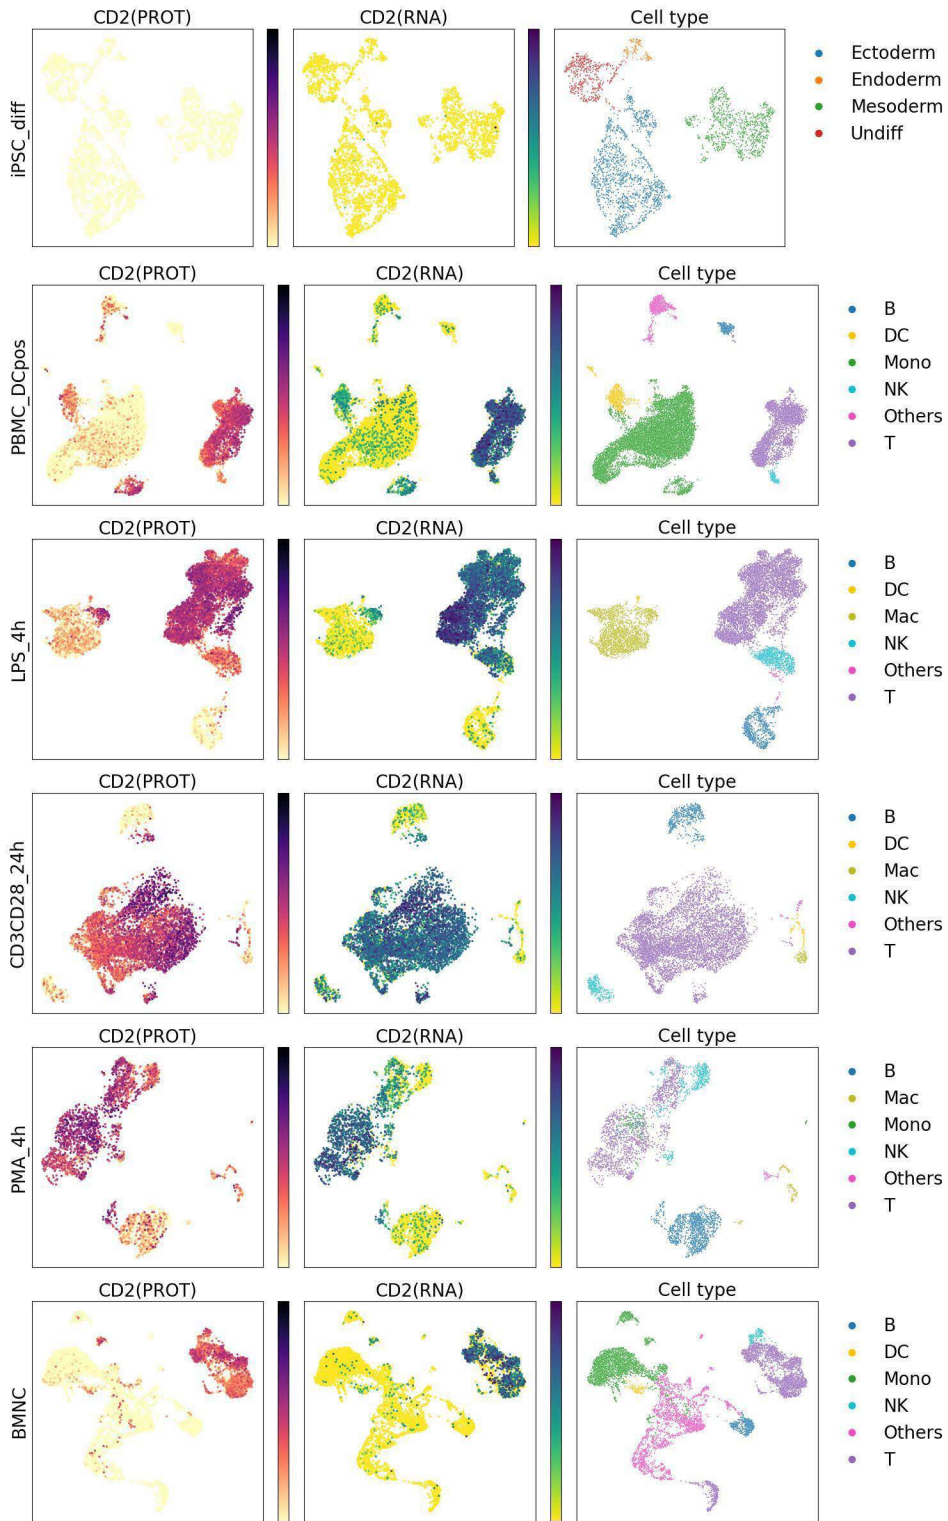 CD2(PROT) CD2(RNA) Cell type
iPSC_diff
Ectoderm
Endoderm
Mesoderm
Undiff
CD2(PROT) CD2(RNA) Cell type
PBMC_DCpos
B
DC
Mono
NK
Others
T
CD2(PROT) CD2(RNA) Cell type
LPS_4h
B
DC
Mac
NK
Others
T
CD2(PROT) CD2(RNA) Cell type
CD3CD28_24h
B
DC
Mac
NK
Others
T
CD2(PROT) CD2(RNA) Cell type
PMA_4h
B
Mac
Mono
NK
Others
T
CD2(PROT) CD2(RNA) Cell type
BMNC
B
DC
Mono
NK
Others
T